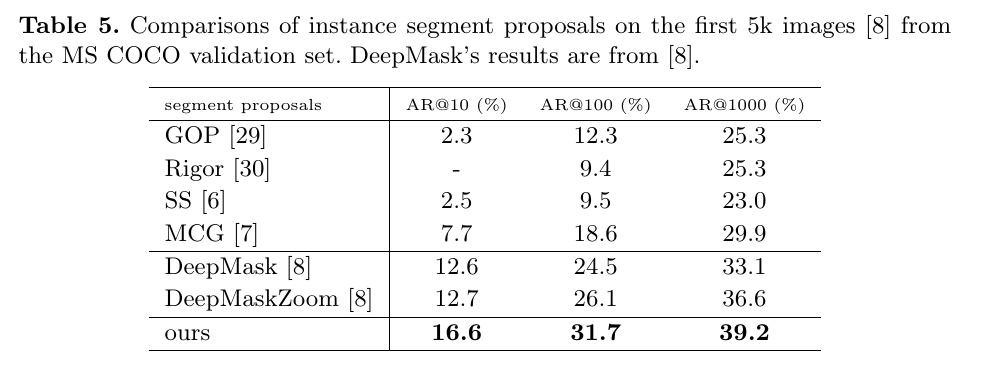 Table 5. Comparisons of instance segment proposals on the first 5k images [8] from
the MS COCO validation set. DeepMask's results are from [8].
segment proposals AR@10 (%) AR@100 (%) AR@1000 (%)
GOP [29] 2.3 12.3 25.3
Rigor [30] - 9.4 25.3
SS [6] 2.5 9.5 23.0
MCG [7] 7.7 18.6 29.9
DeepMask [8] 12.6 24.5 33.1
DeepMaskZoom [8] 12.7 26.1 36.6
ours 16.6 31.7 39.2